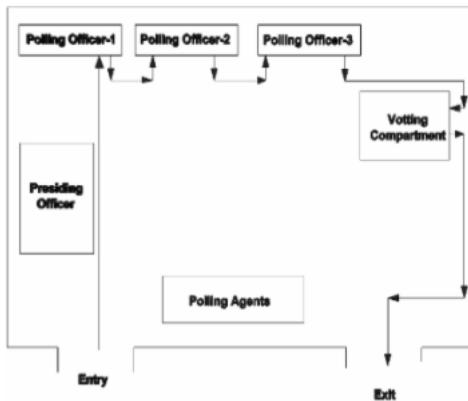 Polling Officer-1 Polling Officer-2 Polling Officer-3
Votting
Compartment
Presiding
Officer
Polling Agents
Entry
Exit